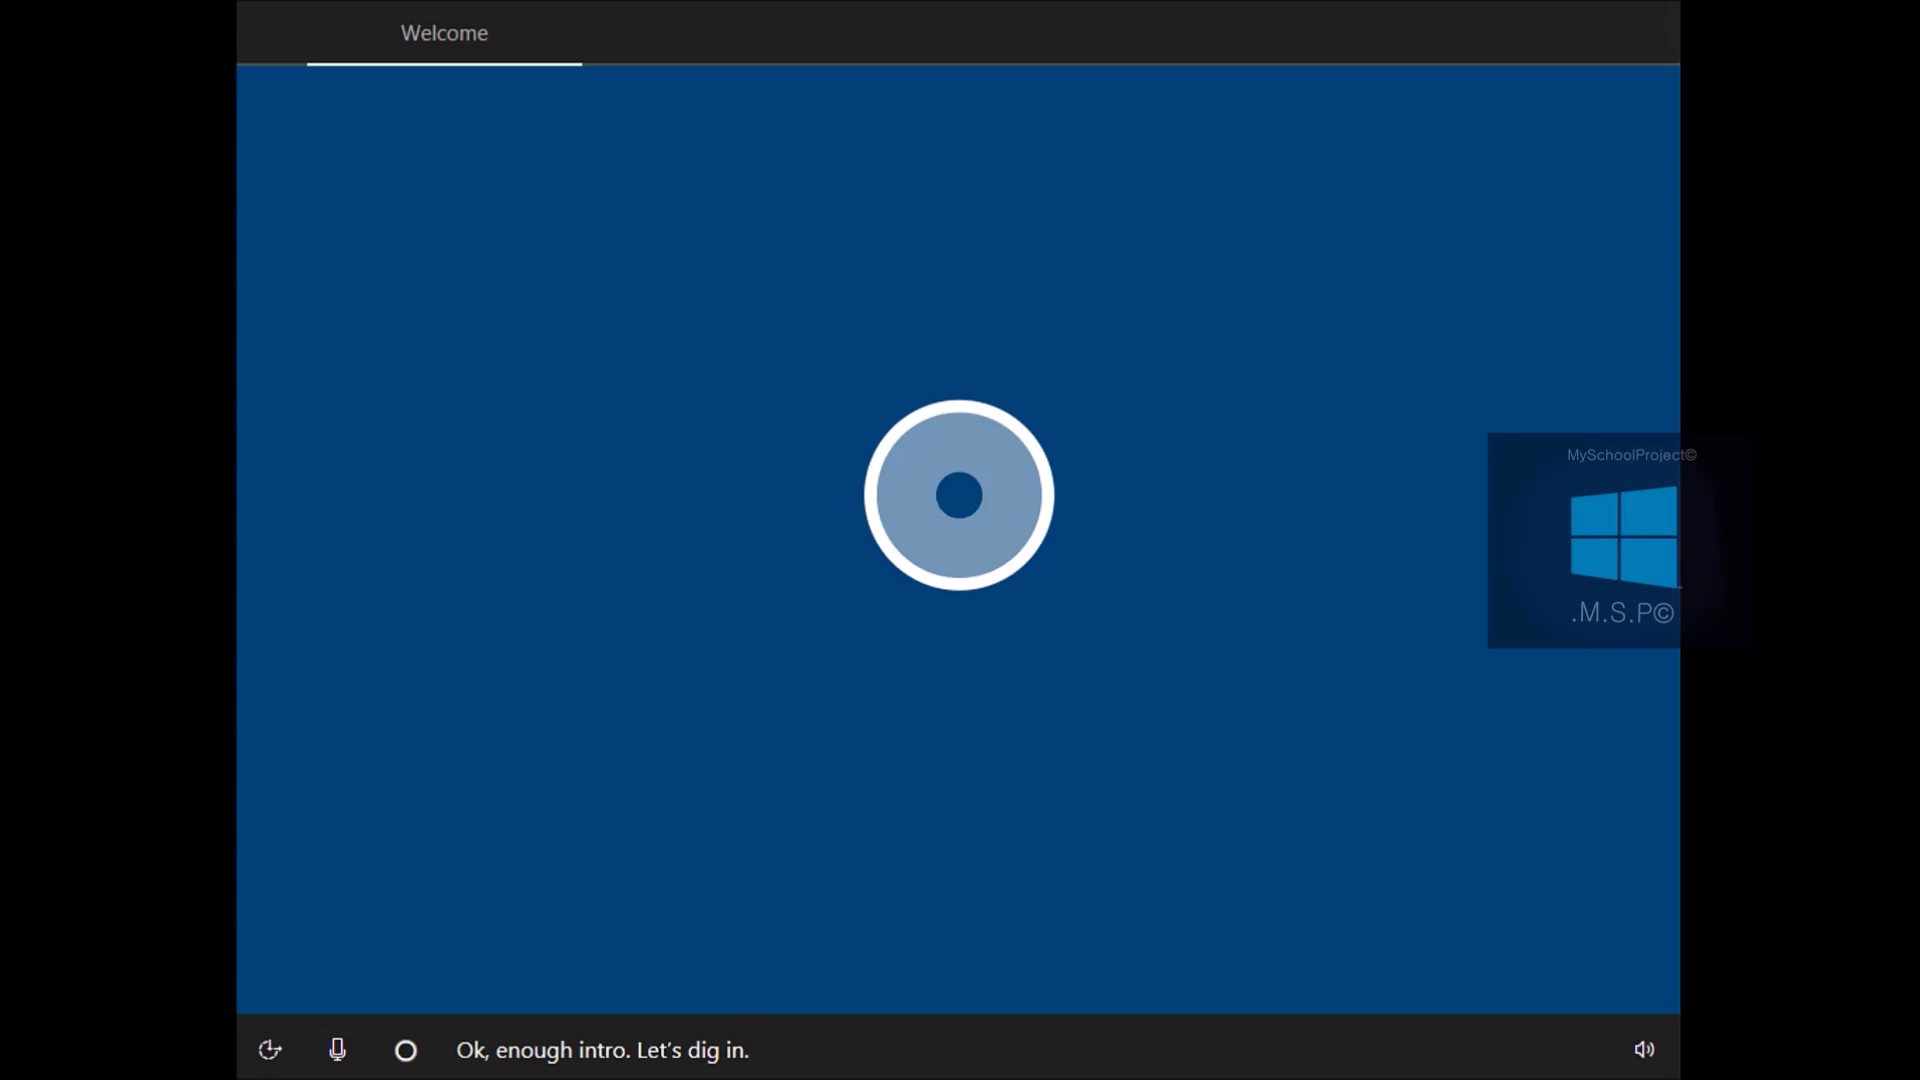 Welcome
MySchoolProject©
.M.S.P©
Ok, enough intro. Let’s dig in.